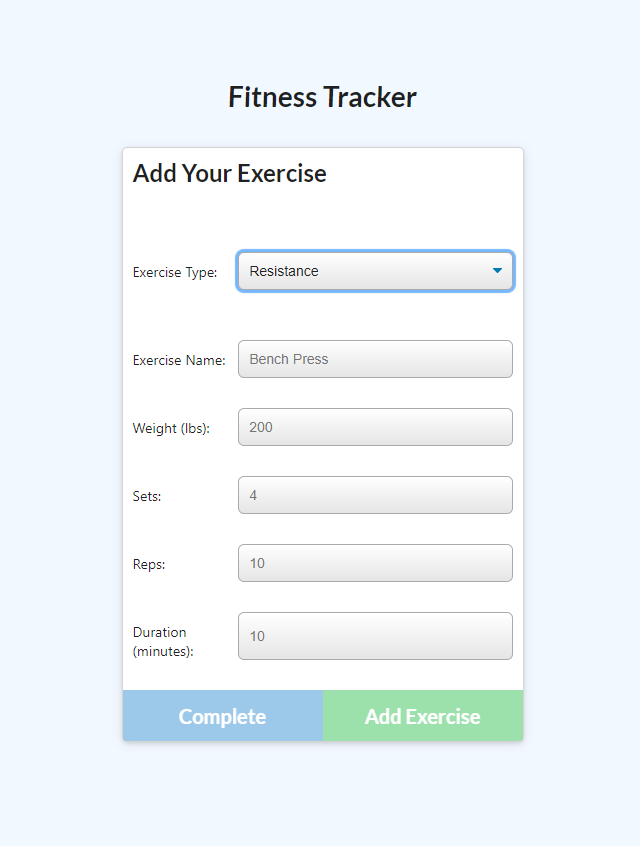 Fitness Tracker
Add Your Exercise
Exercise Type: Resistance
Exercise Name: Bench Press
Weight (lbs): 200
Sets: 4
Reps: 10
Duration
(minutes): 10
Complete Add Exercise